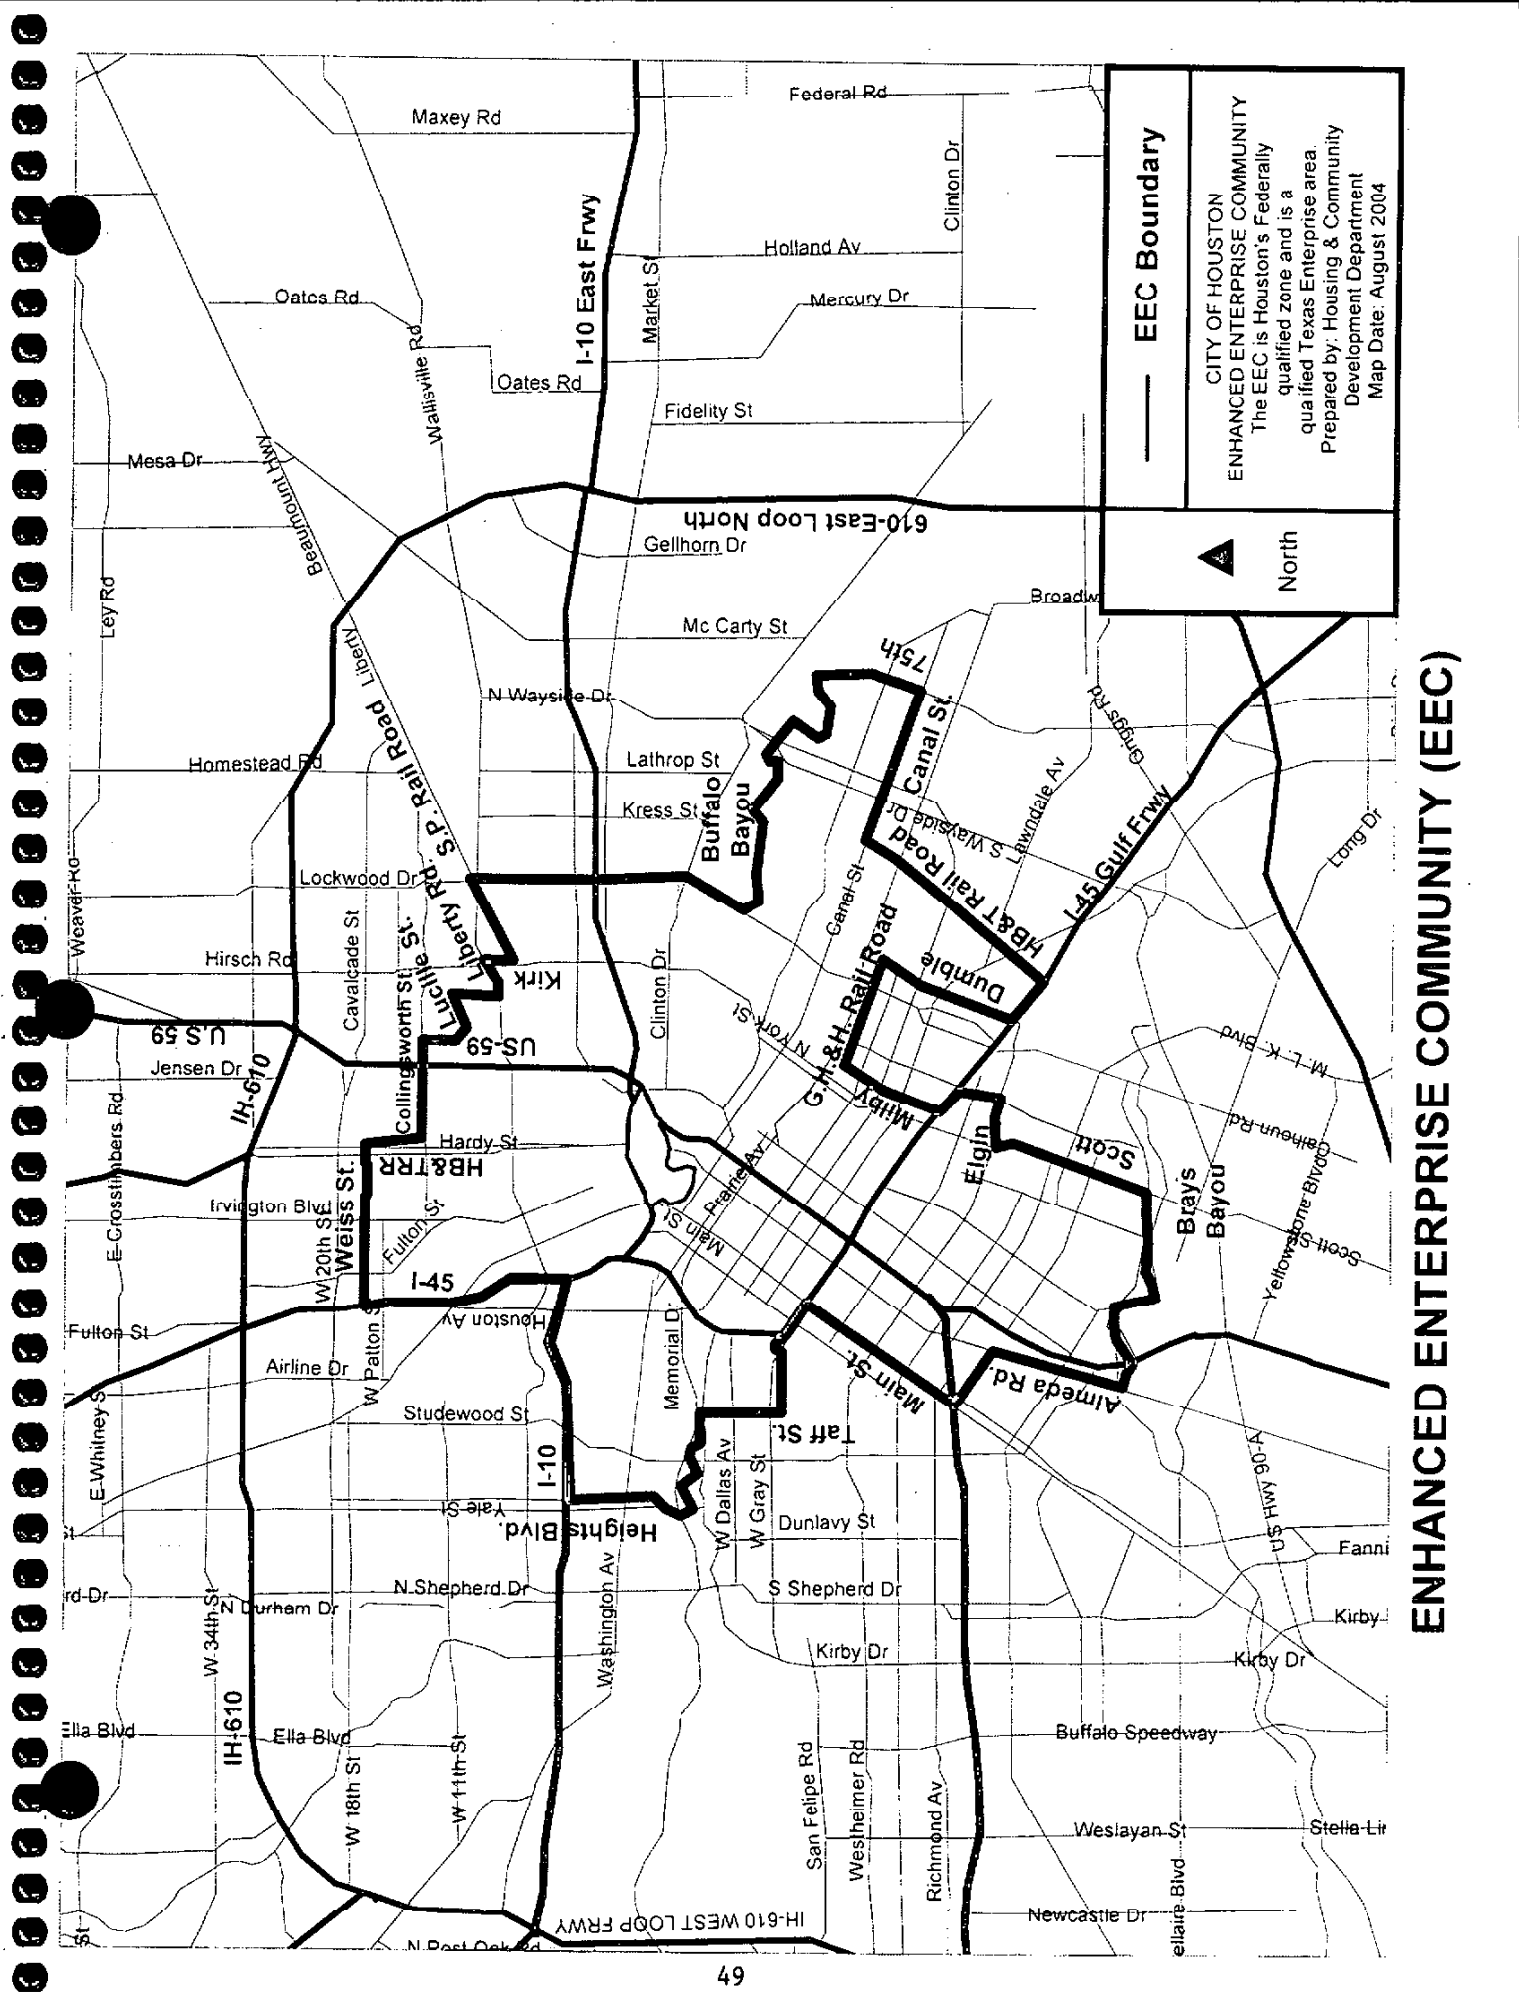 Federal Rd
Maxey Rd
Clinton Dr
Holland Av
I-10 East Frwy
Market St
Oates Rd
Mercury Dr
Wallisville Rd
Oates Rd
Fidelity St
Mesa Dr
Beaumount Hwy
610-East Loop North
Gellhorn Dr
Ley Rd
Broadw
Mc Carty St
Liberty
75th
N Wayside Dr
Griggs Rd
Homestead Rd
S.P. Rail Road
Lathrop St
Canal St.
Kress St
Buffalo
Bayou
S Wayside Dr
Lawndale Av
I-45 Gulf Frwy
Long Dr
Weaver Rd
Lockwood Dr
Liberty Rd.
Canal St
HB&T Rail Road
Cavalcade St
Hirsch Rd
Collingsworth St.
Lucille St.
Kirk
Clinton Dr
G.H.&H. Rail Road
Dumble
N York St
U.S 59
US-59
M. L. K. Blvd
Jensen Dr
IH-610
E Crosstimbers Rd
Hardy St
HB&TRR
Milby
Elgin
Scott
Calhoun Rd
Prairie Av
Irvington Blvd
W 20th St
Weiss St.
Fulton St
Main St
Brays
Bayou
Yellowstone Blvd
Scott St
I-45
Houston Av
Fulton St
W Patton S
Airline Dr
Memorial Dr
Main St.
Almeda Rd.
E Whitney S
Studewood St
Taff St.
I-10
Yale St
Heights Blvd.
W Dallas Av
W Gray St
Dunlavy St
US Hwy 90-A
Fanni
St
rd Dr
N Shepherd Dr
S Shepherd Dr
N Durham Dr
W 34th St
Washington Av
Kirby
Kirby Dr
Kirby Dr
IH-610
Ella Blvd
Ella Blvd
Buffalo Speedway
W 18th St
W 11th St
San Felipe Rd
Westheimer Rd
Richmond Av
Weslayan St
Stella Lin
IH-610 WEST LOOP FRWY
Newcastle Dr
ellaire Blvd
St
N Post Oak Rd
EEC Boundary
CITY OF HOUSTON
ENHANCED ENTERPRISE COMMUNITY
The EEC is Houston's Federally
qualified zone and is a
qualified Texas Enterprise area.
Prepared by: Housing & Community
Development Department
Map Date: August 2004
North
ENHANCED ENTERPRISE COMMUNITY (EEC)
49